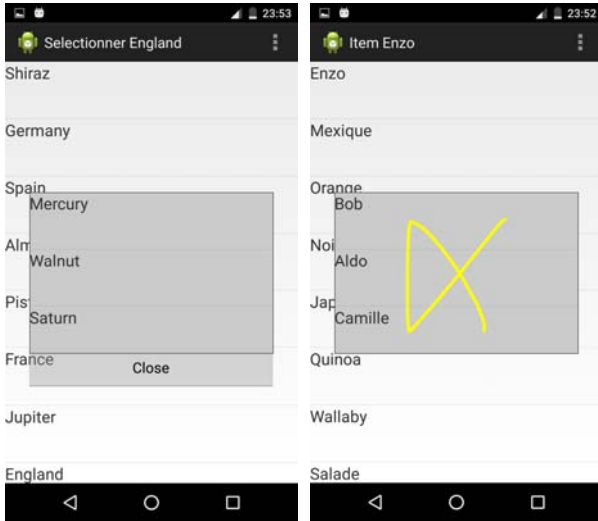 23:53
Selectionner England
Shiraz
Germany
Spain
Mercury
Alm
Walnut
Pis
Saturn
France
Close
Jupiter
England
23:52
Item Enzo
Enzo
Mexique
Orange
Bob
Noi
Aldo
Jap
Camille
Quinoa
Wallaby
Salade